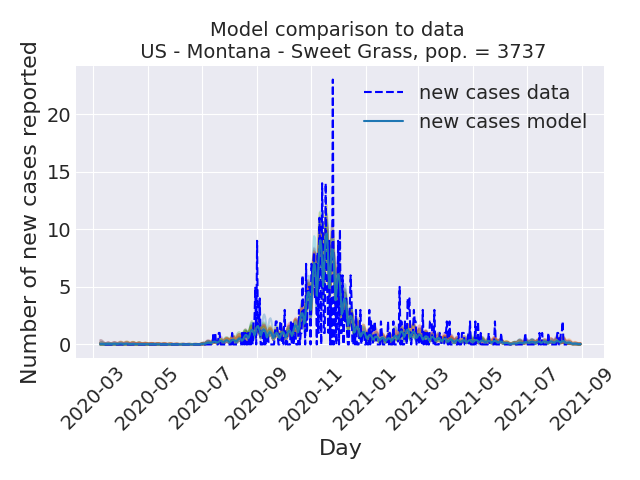 Model comparison to data
US - Montana - Sweet Grass, pop. = 3737
Number of new cases reported
20
15
10
5
0
new cases data
new cases model
2020-03
2020-05
2020-07
2020-09
2020-11
2021-01
2021-03
2021-05
2021-07
2021-09
Day